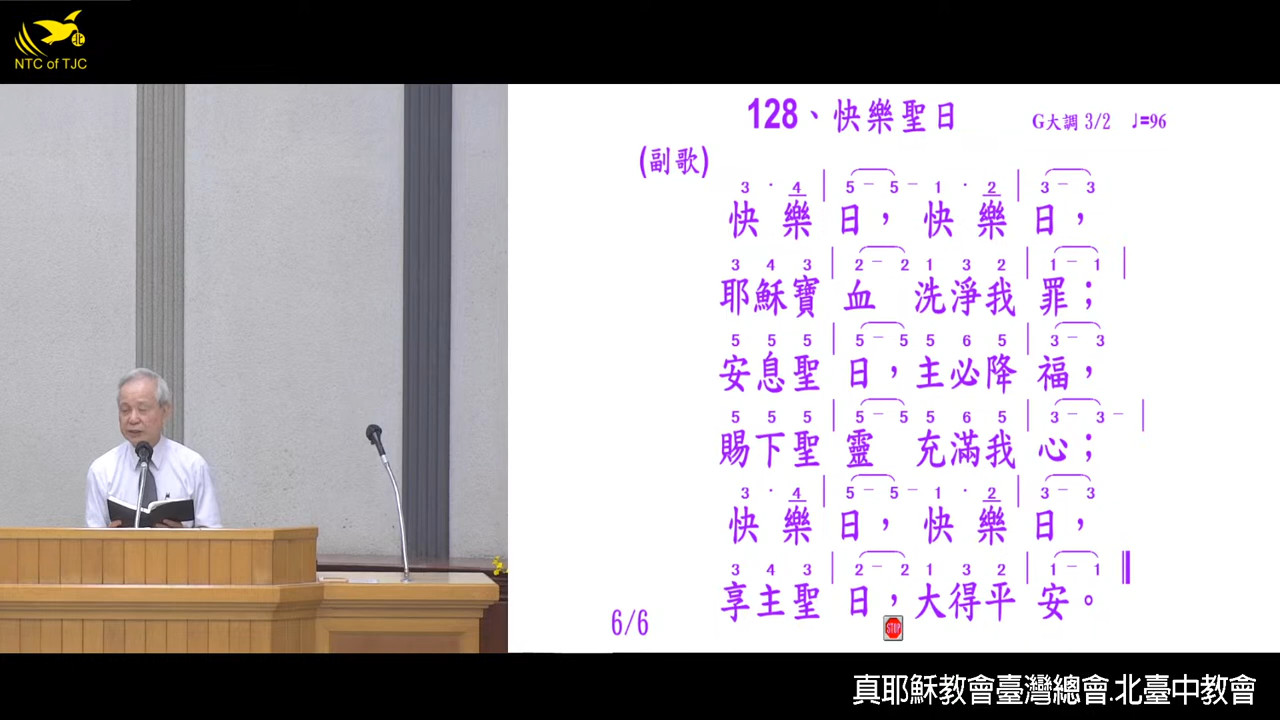 北
NTC of TJC
128、快樂聖日
G大調 3/2 ♩=96
(副歌)
3 · 4 | 5 − 5 − 1 · 2 | 3 − 3
快樂日，快樂日，
3 4 3 | 2 − 2 1 3 2 | 1 − 1 |
耶穌寶血 洗淨我罪；
5 5 5 | 5 − 5 5 6 5 | 3 − 3
安息聖日，主必降福，
5 5 5 | 5 − 5 5 6 5 | 3 − 3 − |
賜下聖靈 充滿我心；
3 · 4 | 5 − 5 − 1 · 2 | 3 − 3
快樂日，快樂日，
3 4 3 | 2 − 2 1 3 2 | 1 − 1 ‖
享主聖日，大得平安。
6/6
STOP
真耶穌教會臺灣總會.北臺中教會